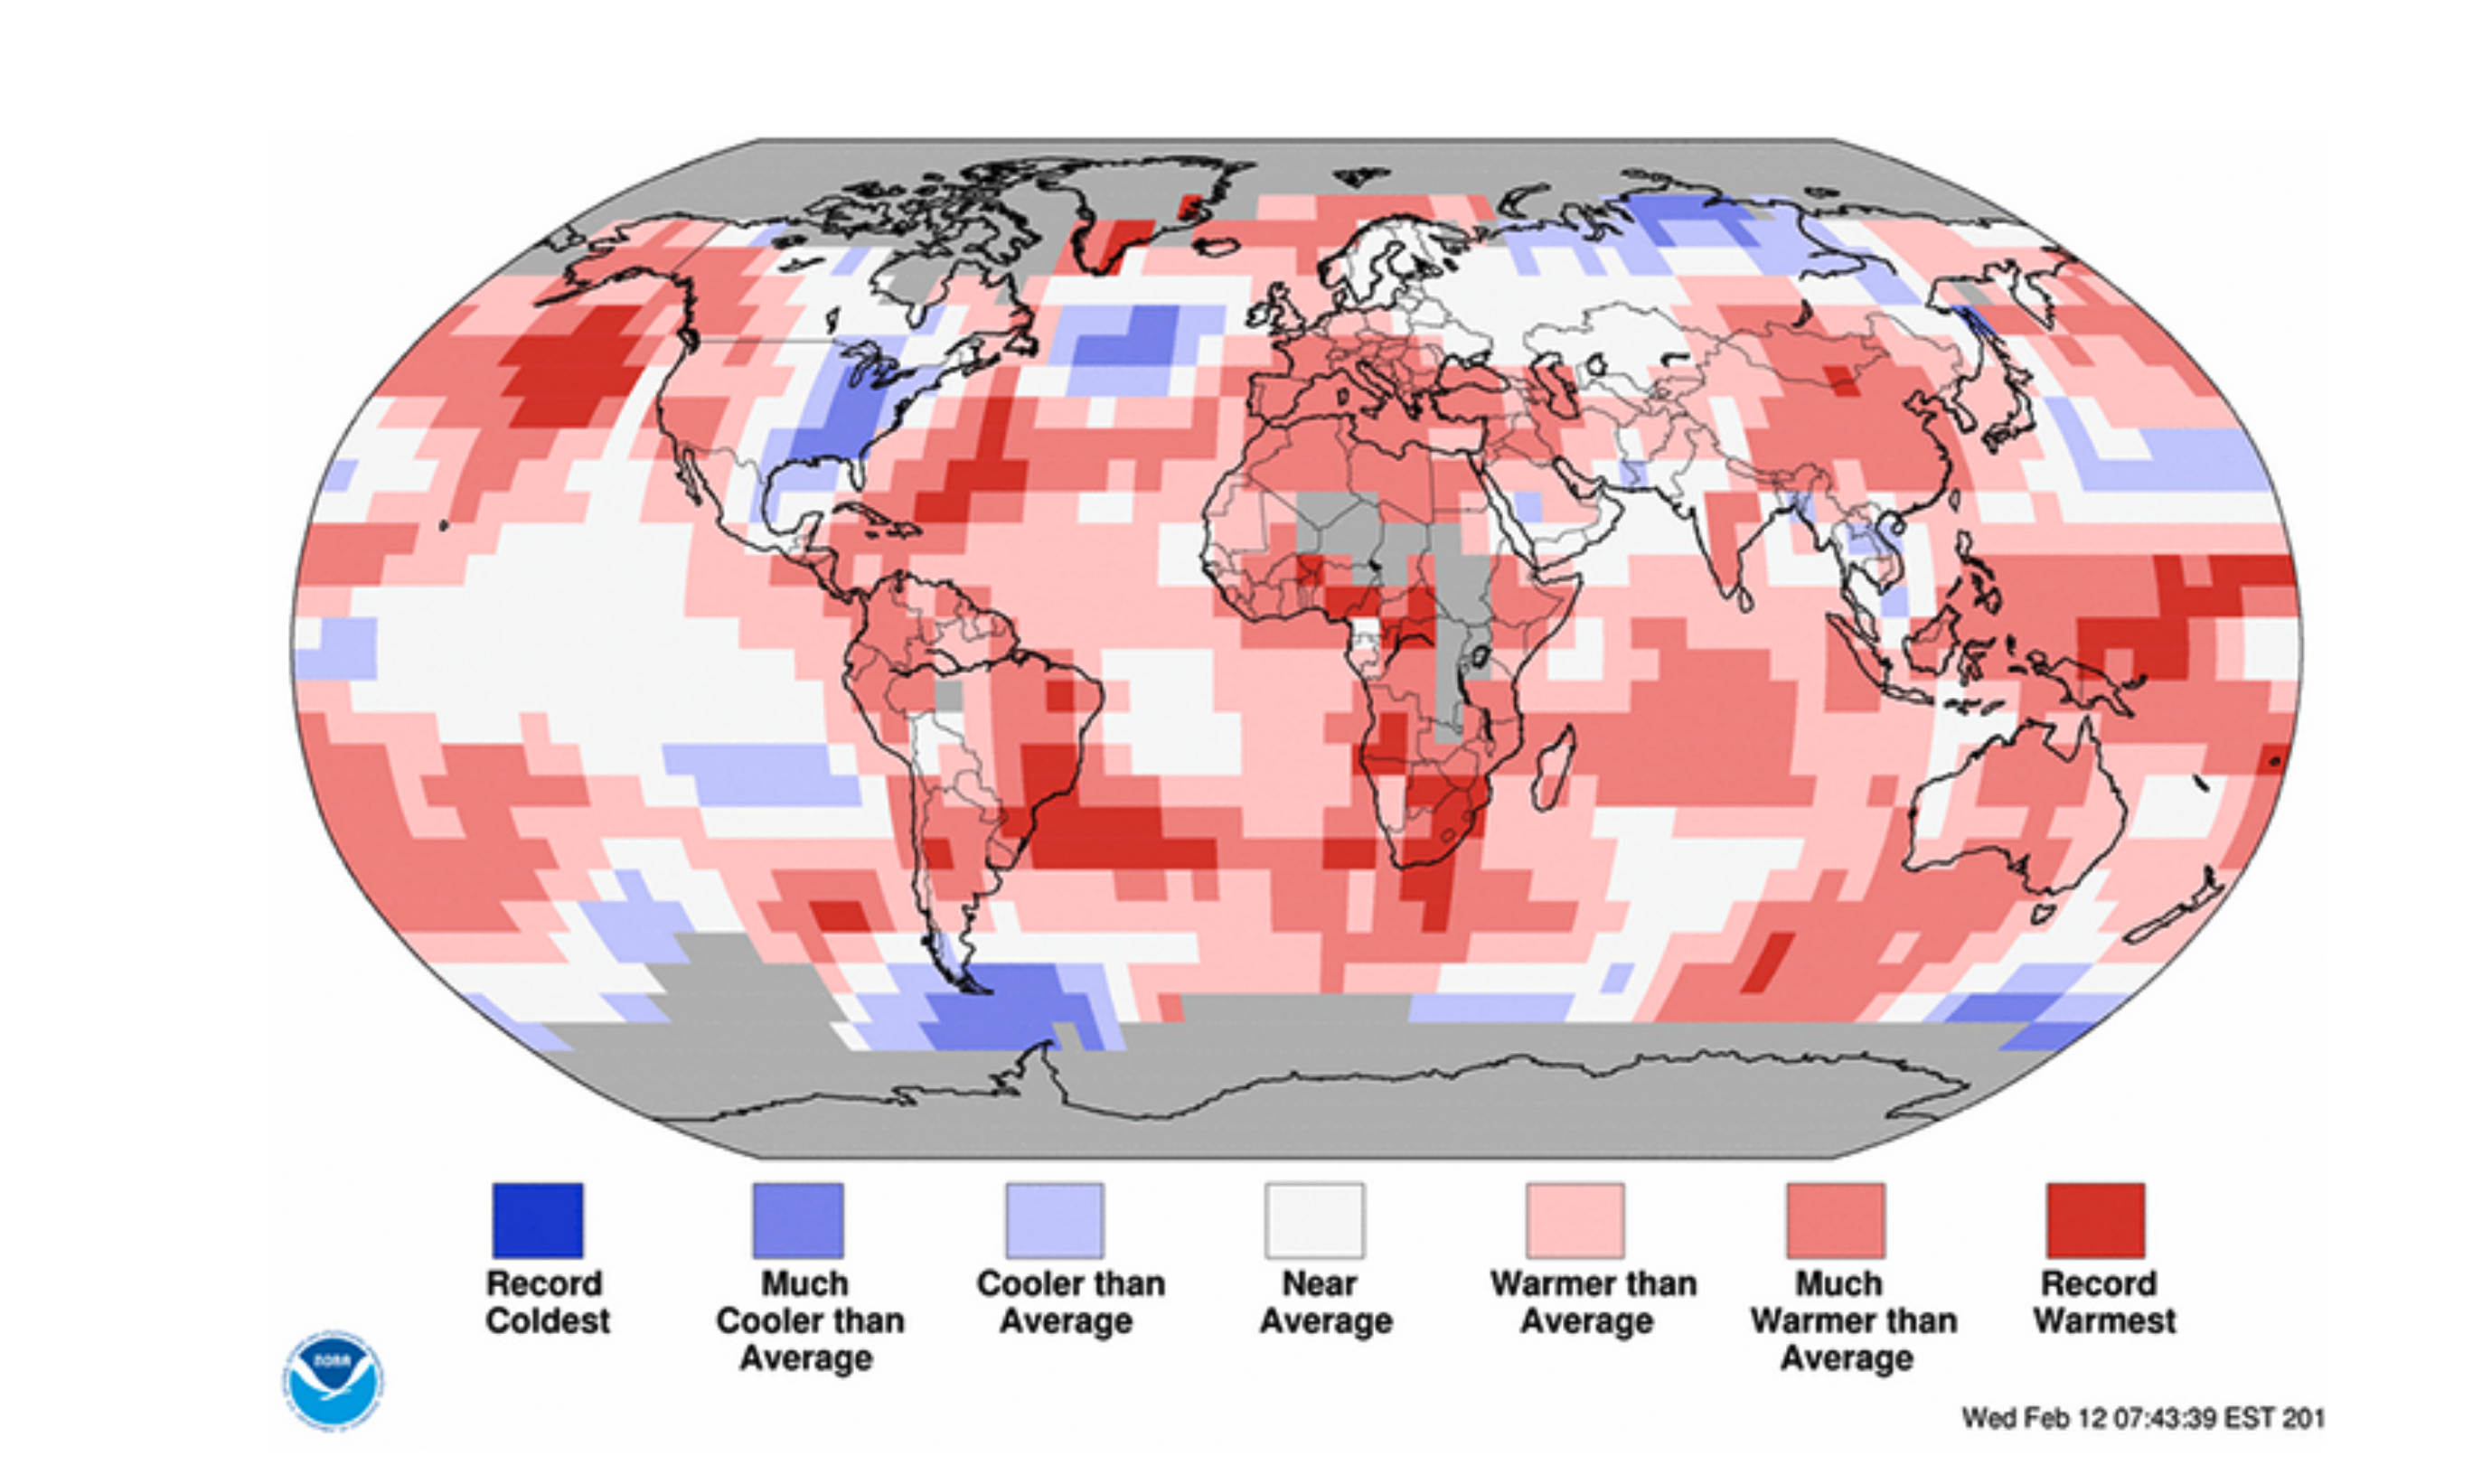 Record
Coldest
Much
Cooler than
Average
Cooler than
Average
Near
Average
Warmer than
Average
Much
Warmer than
Average
Record
Warmest
NOAA
Wed Feb 12 07:43:39 EST 201